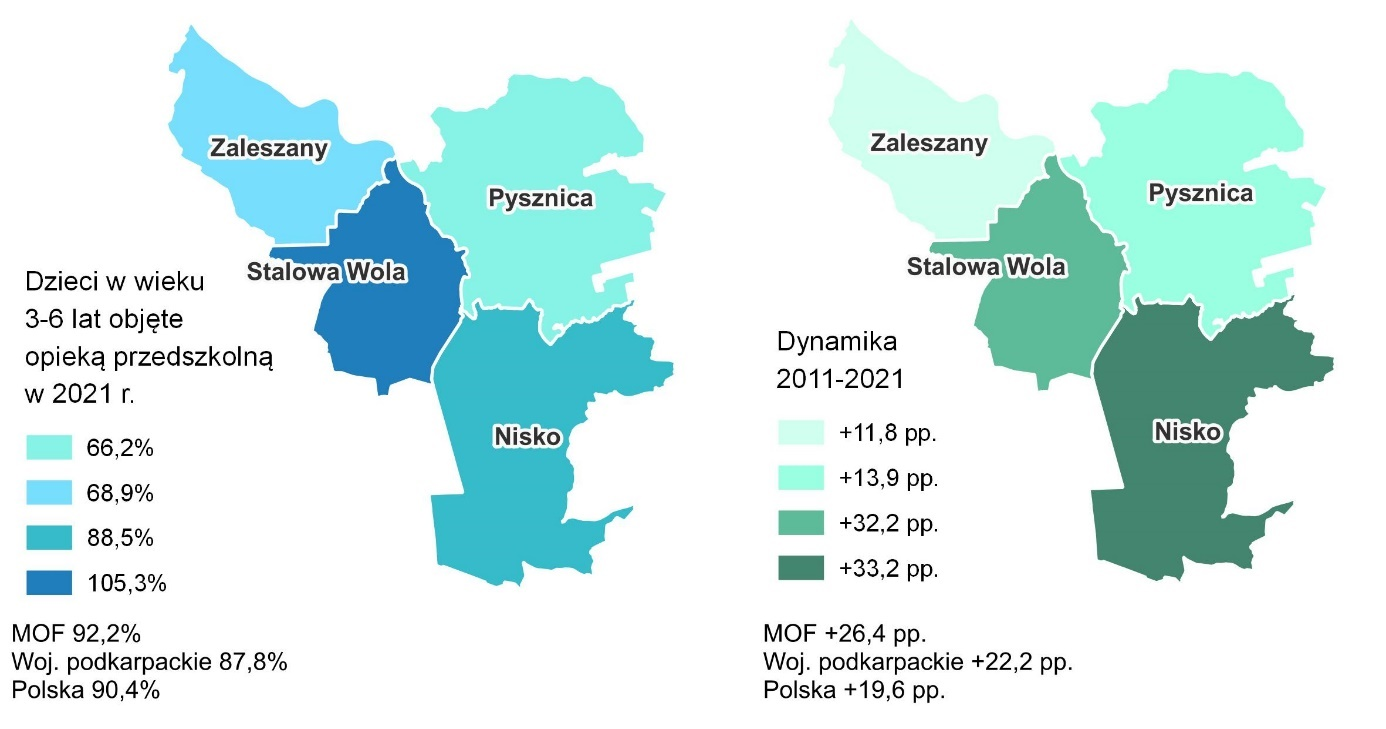 Zaleszany
Pysznica
Stalowa Wola
Nisko
Dzieci w wieku
3-6 lat objęte
opieką przedszkolną
w 2021 r.
66,2%
68,9%
88,5%
105,3%
MOF 92,2%
Woj. podkarpackie 87,8%
Polska 90,4%
Zaleszany
Pysznica
Stalowa Wola
Nisko
Dynamika
2011-2021
+11,8 pp.
+13,9 pp.
+32,2 pp.
+33,2 pp.
MOF +26,4 pp.
Woj. podkarpackie +22,2 pp.
Polska +19,6 pp.